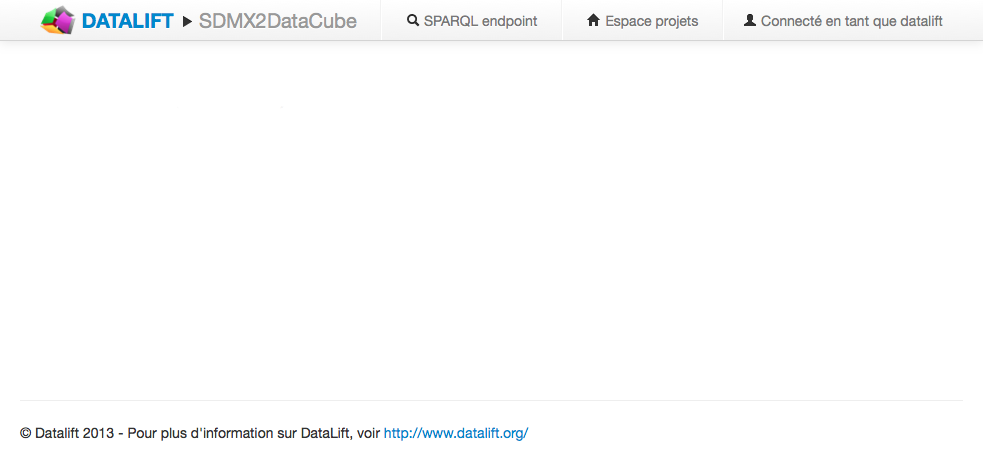 DATALIFT SDMX2DataCube SPARQL endpoint Espace projets Connecté en tant que datalift
© Datalift 2013 - Pour plus d'information sur DataLift, voir http://www.datalift.org/